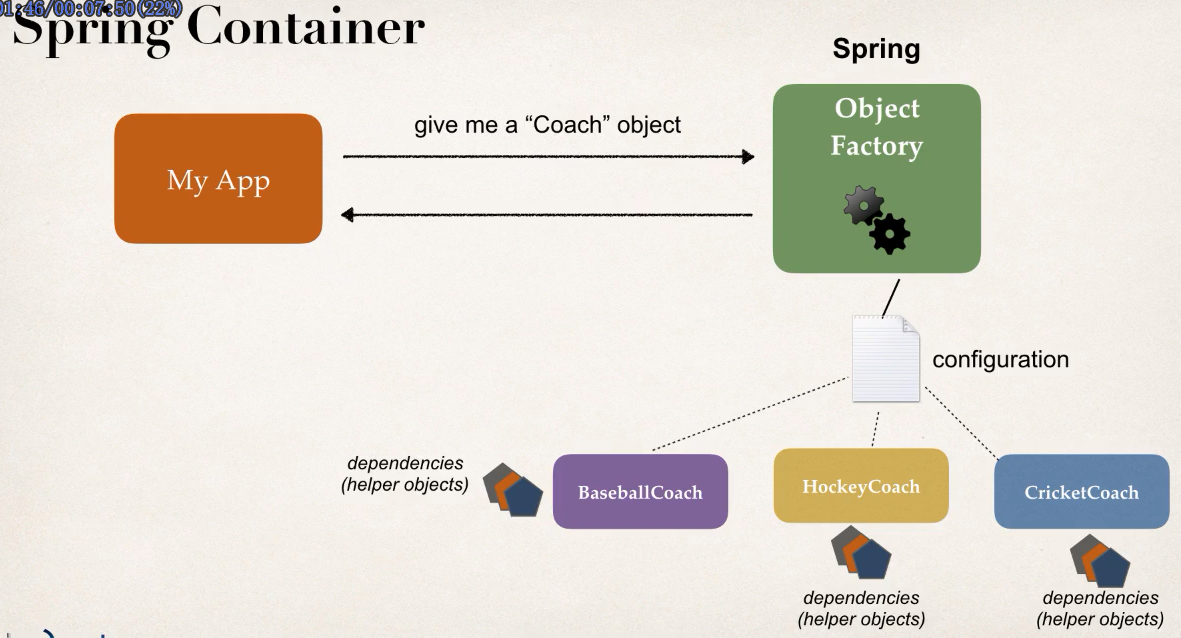 01:46/00:07:50(22%)
Spring Container
Spring
Object
Factory
give me a “Coach” object
My App
configuration
dependencies
(helper objects)
BaseballCoach
HockeyCoach
CricketCoach
dependencies
(helper objects)
dependencies
(helper objects)